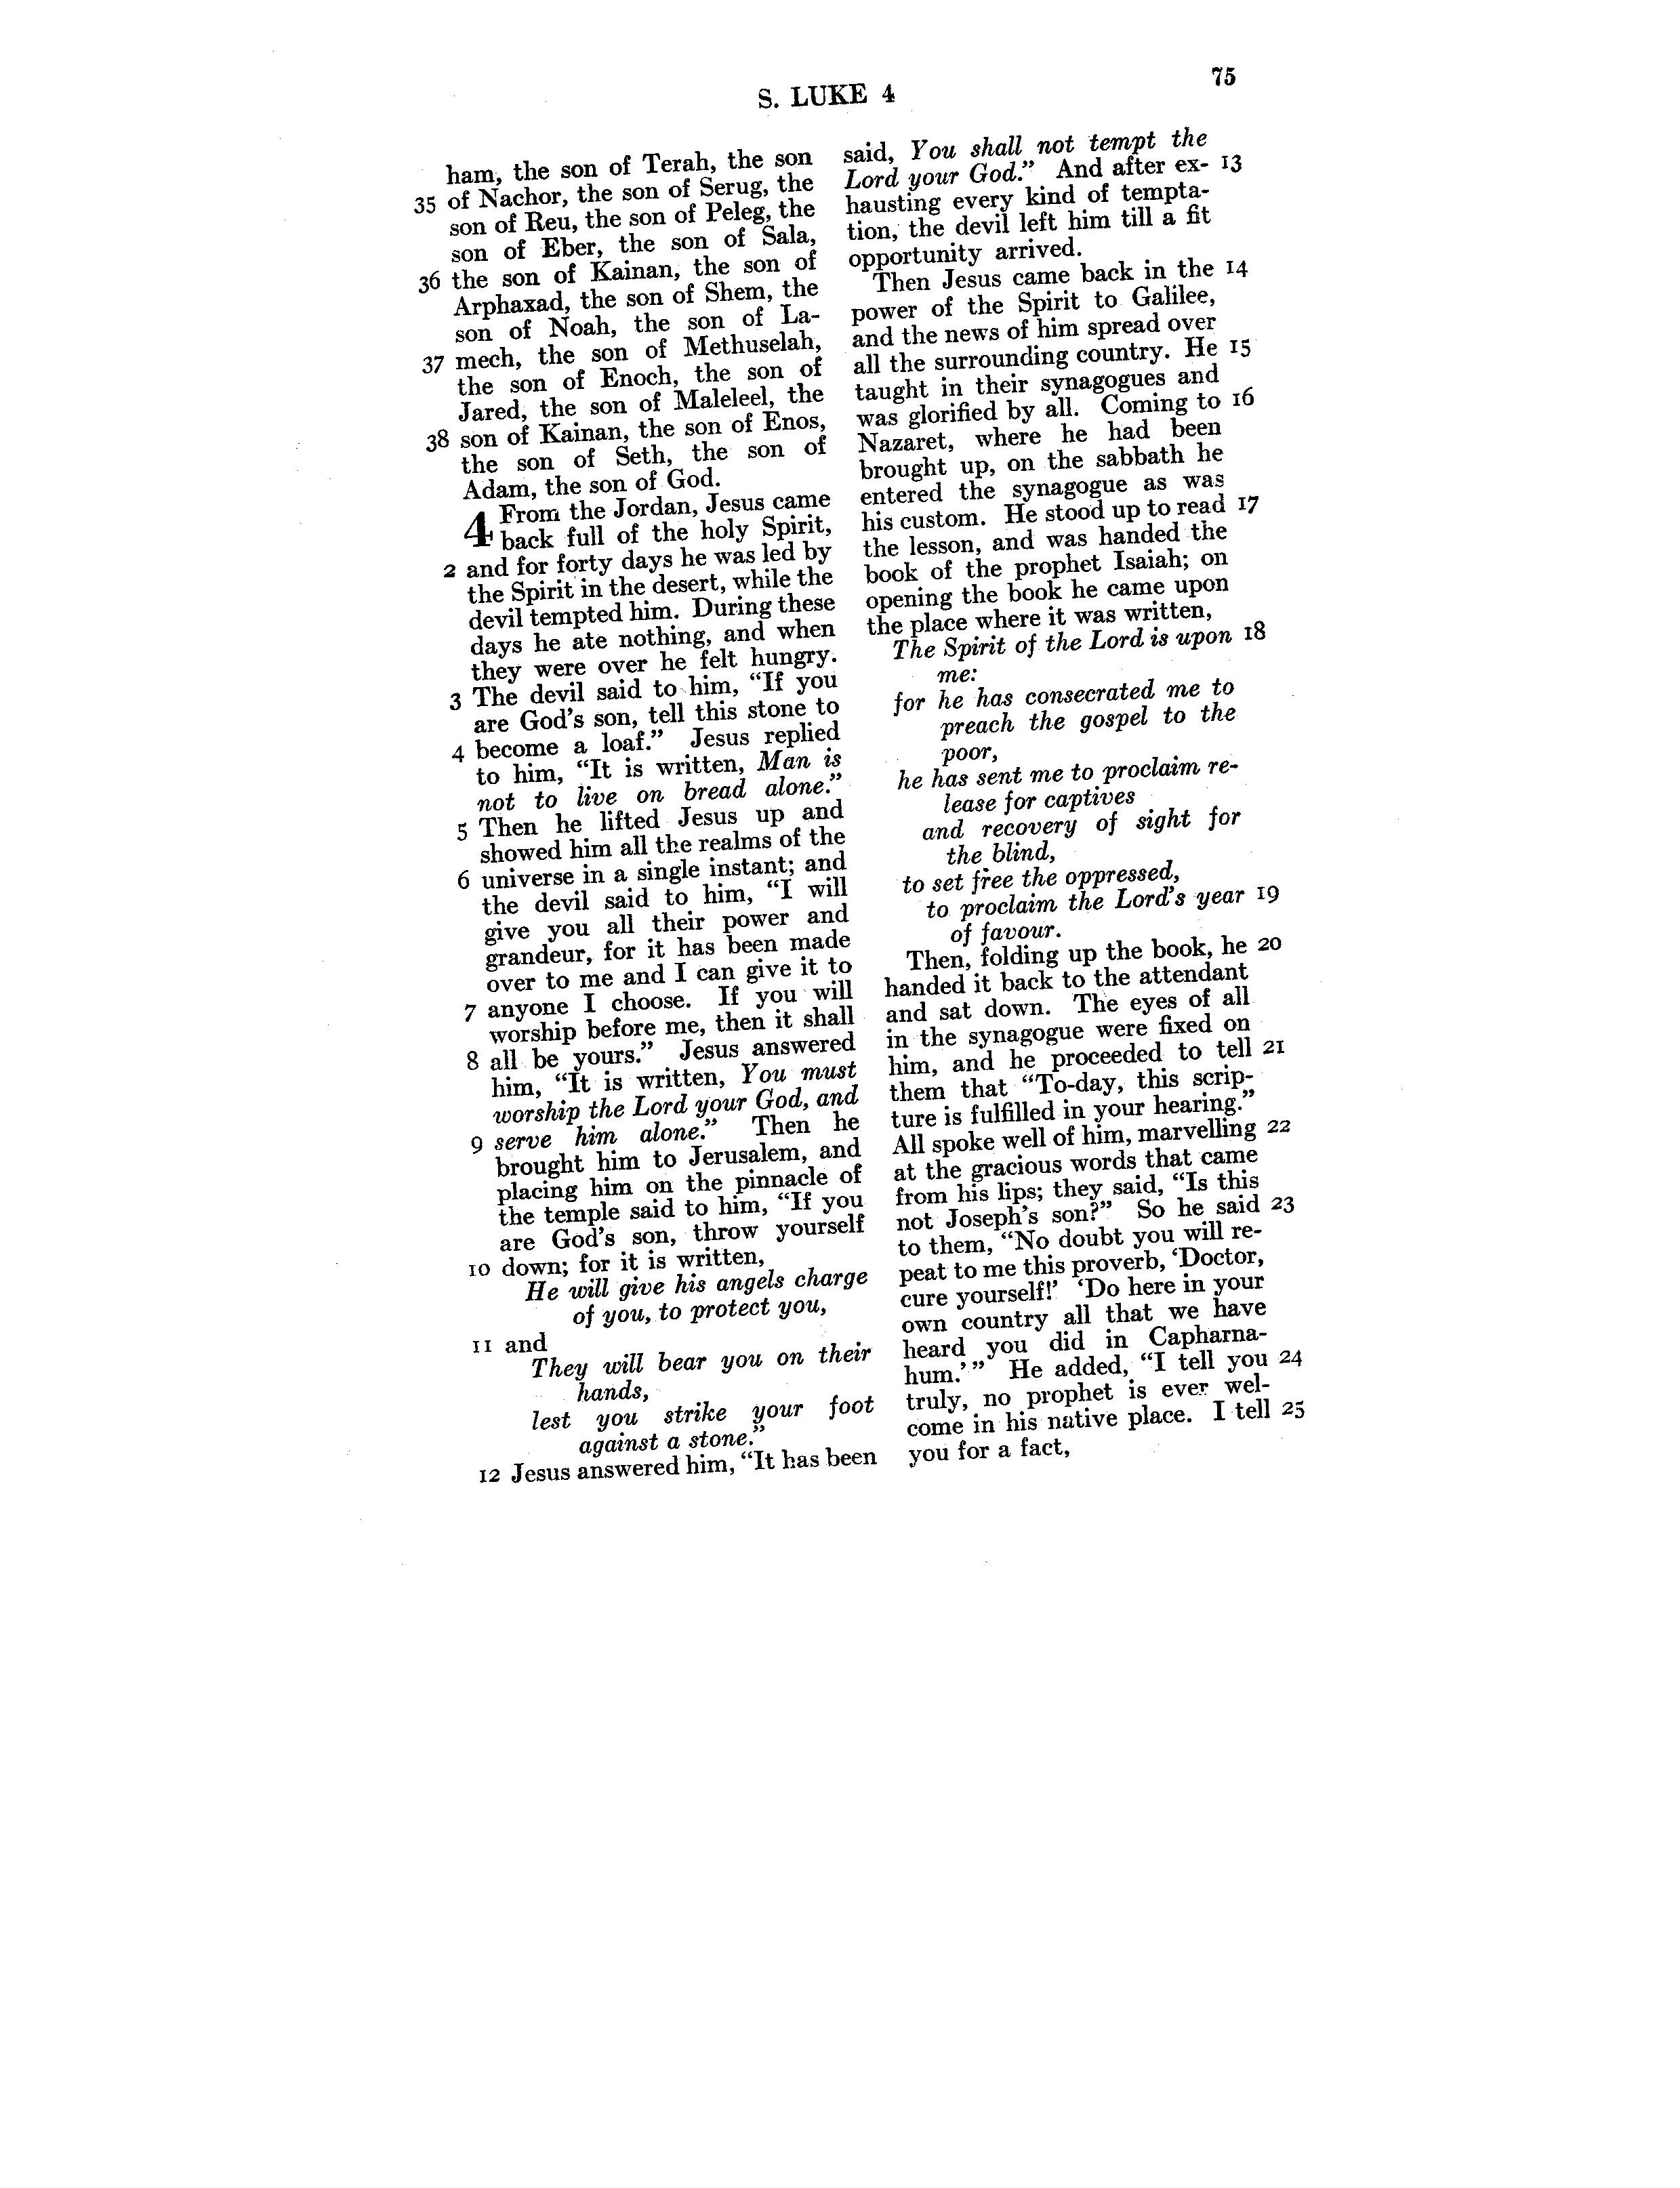 S. LUKE 4
75
ham, the son of Terah, the son
35 of Nachor, the son of Serug, the
son of Reu, the son of Peleg, the
son of Eber, the son of Sala,
36 the son of Kainan, the son of
Arphaxad, the son of Shem, the
son of Noah, the son of La-
37 mech, the son of Methuselah,
the son of Enoch, the son of
Jared, the son of Maleleel, the
38 son of Kainan, the son of Enos,
the son of Seth, the son of
Adam, the son of God.
4 From the Jordan, Jesus came
back full of the holy Spirit,
2 and for forty days he was led by
the Spirit in the desert, while the
devil tempted him. During these
days he ate nothing, and when
they were over he felt hungry.
3 The devil said to him, “If you
are God’s son, tell this stone to
4 become a loaf.” Jesus replied
to him, “It is written, Man is
not to live on bread alone.”
5 Then he lifted Jesus up and
showed him all the realms of the
6 universe in a single instant; and
the devil said to him, “I will
give you all their power and
grandeur, for it has been made
over to me and I can give it to
7 anyone I choose. If you will
worship before me, then it shall
8 all be yours.” Jesus answered
him, “It is written, You must
worship the Lord your God, and
9 serve him alone.” Then he
brought him to Jerusalem, and
placing him on the pinnacle of
the temple said to him, “If you
are God’s son, throw yourself
10 down; for it is written,
He will give his angels charge
of you, to protect you,
11 and
They will bear you on their
hands,
lest you strike your foot
against a stone.”
12 Jesus answered him, “It has been
said, You shall not tempt the
Lord your God.” And after ex- 13
hausting every kind of tempta-
tion, the devil left him till a fit
opportunity arrived.
Then Jesus came back in the 14
power of the Spirit to Galilee,
and the news of him spread over
all the surrounding country. He 15
taught in their synagogues and
was glorified by all. Coming to 16
Nazaret, where he had been
brought up, on the sabbath he
entered the synagogue as was
his custom. He stood up to read 17
the lesson, and was handed the
book of the prophet Isaiah; on
opening the book he came upon
the place where it was written,
The Spirit of the Lord is upon 18
me:
for he has consecrated me to
preach the gospel to the
poor,
he has sent me to proclaim re-
lease for captives
and recovery of sight for
the blind,
to set free the oppressed,
to proclaim the Lord’s year 19
of favour.
Then, folding up the book, he 20
handed it back to the attendant
and sat down. The eyes of all
in the synagogue were fixed on
him, and he proceeded to tell 21
them that “To-day, this scrip-
ture is fulfilled in your hearing.”
All spoke well of him, marvelling 22
at the gracious words that came
from his lips; they said, “Is this
not Joseph’s son?” So he said 23
to them, “No doubt you will re-
peat to me this proverb, ‘Doctor,
cure yourself!’ ‘Do here in your
own country all that we have
heard you did in Capharna-
hum.’ ” He added, “I tell you 24
truly, no prophet is ever wel-
come in his native place. I tell 25
you for a fact,